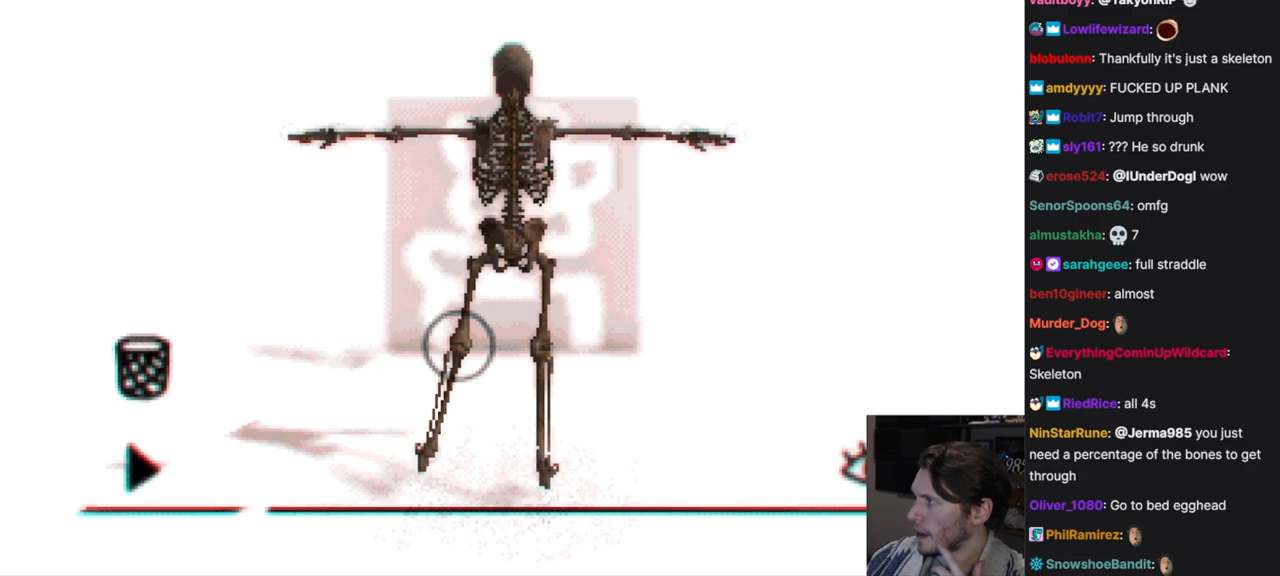 vaultboyy: @TakyonRIP
Lowlifewizard:
blobulonn: Thankfully it's just a skeleton
amdyyyy: FUCKED UP PLANK
Robit7: Jump through
sly161: ??? He so drunk
erose524: @IUnderDogI wow
SenorSpoons64: omfg
almustakha: 7
sarahgeee: full straddle
ben10gineer: almost
Murder_Dog:
EverythingCominUpWildcard:
Skeleton
RiedRice: all 4s
NinStarRune: @Jerma985 you just
need a percentage of the bones to get
through
Oliver_1080: Go to bed egghead
PhilRamirez:
SnowshoeBandit: